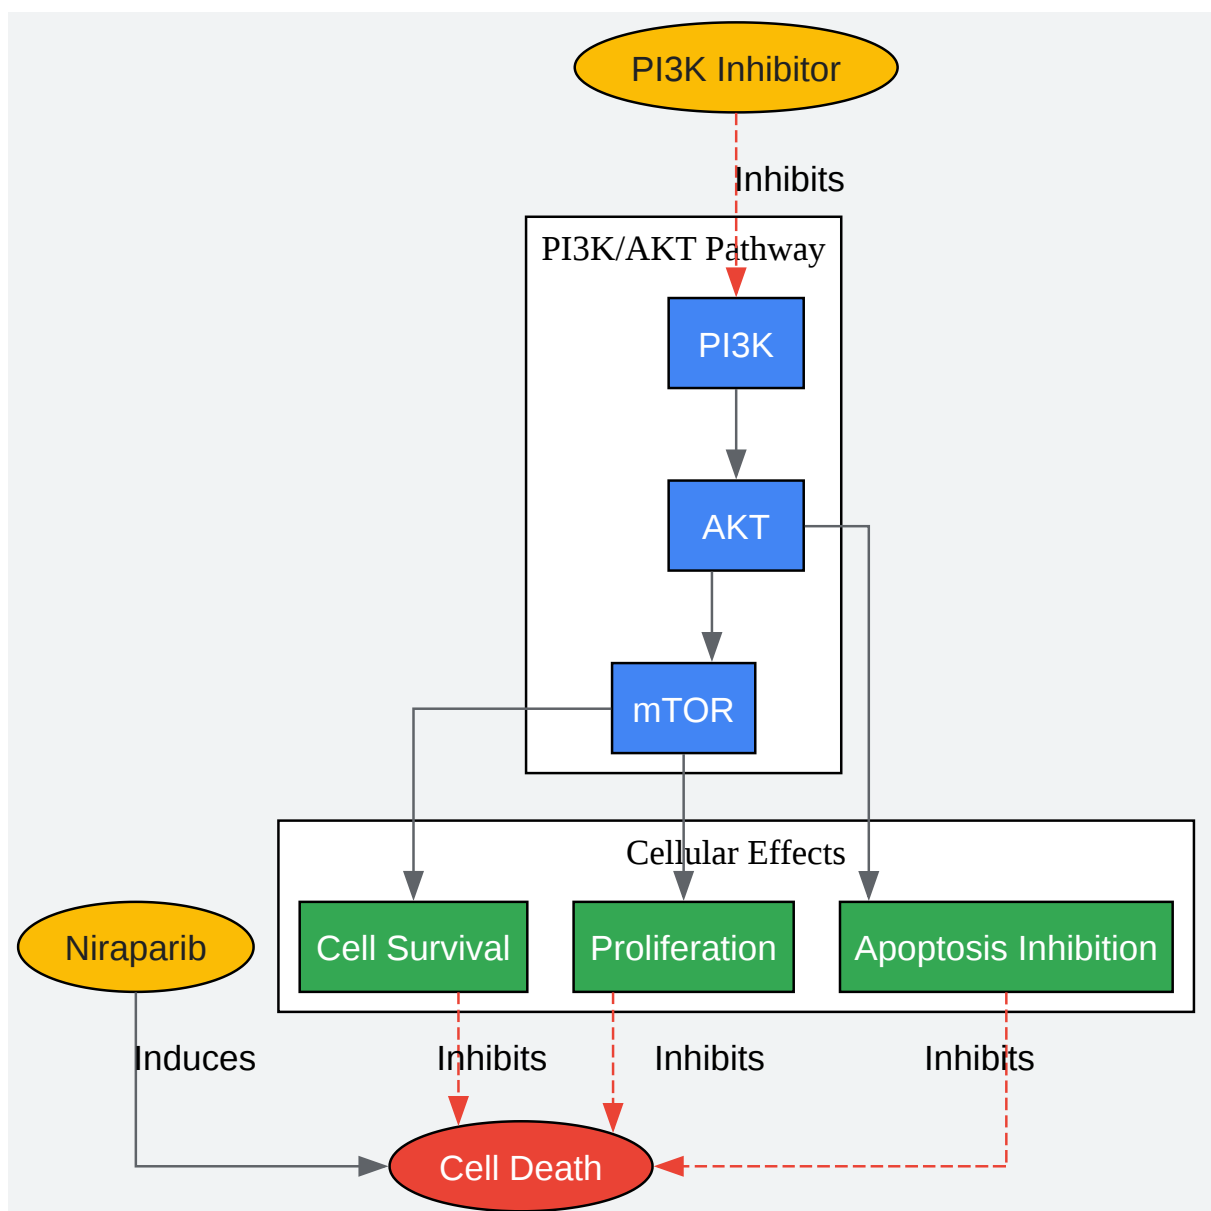 PI3K Inhibitor
Inhibits
PI3K/AKT Pathway
PI3K
AKT
mTOR
Cellular Effects
Niraparib
Cell Survival
Proliferation
Apoptosis Inhibition
Induces
Inhibits
Inhibits
Inhibits
Cell Death